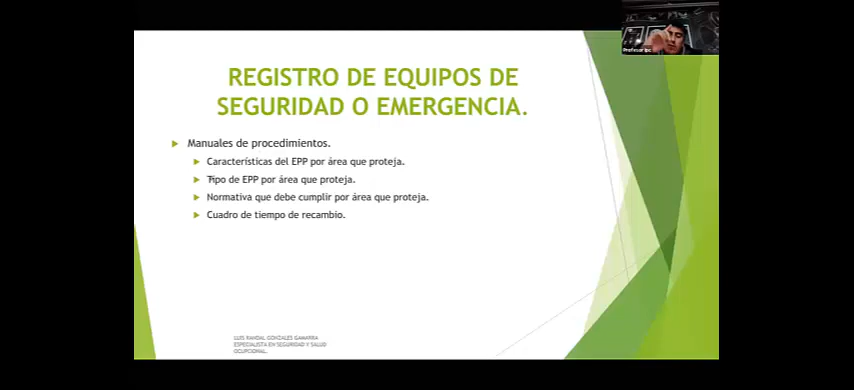 REGISTRO DE EQUIPOS DE
SEGURIDAD O EMERGENCIA.
Manuales de procedimientos.
Características del EPP por área que proteja.
Tipo de EPP por área que proteja.
Normativa que debe cumplir por área que proteja.
Cuadro de tiempo de recambio.
LUIS RANDAL GONZALES GAMARRA
ESPECIALISTA EN SEGURIDAD Y SALUD
OCUPACIONAL.